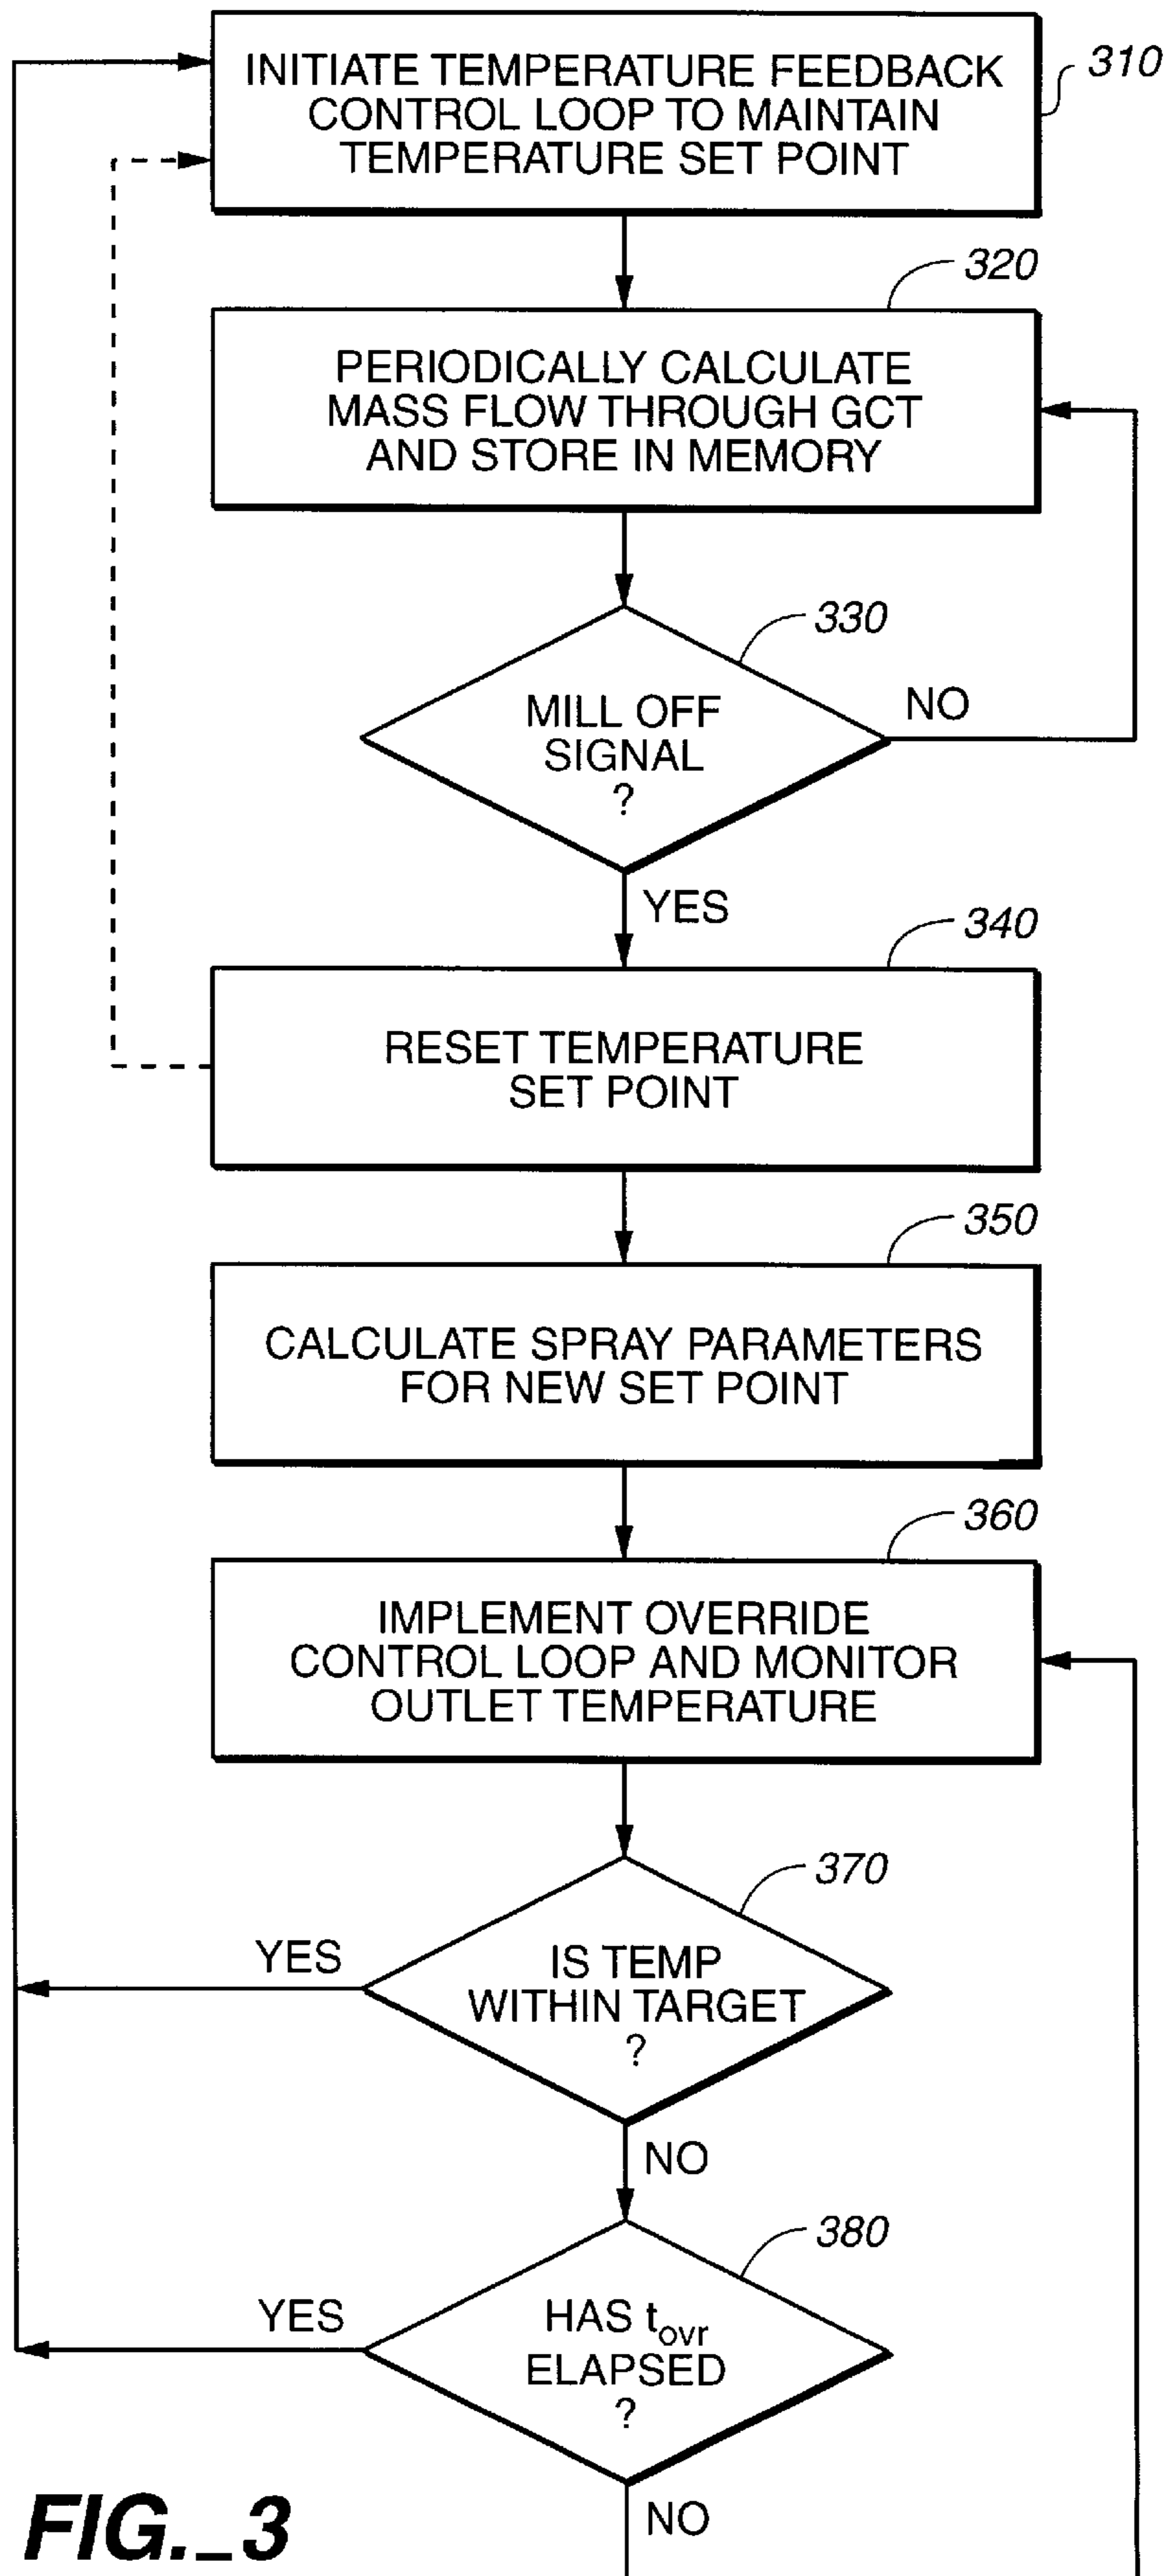 INITIATE TEMPERATURE FEEDBACK
CONTROL LOOP TO MAINTAIN
TEMPERATURE SET POINT
310
320
PERIODICALLY CALCULATE
MASS FLOW THROUGH GCT
AND STORE IN MEMORY
330
MILL OFF
SIGNAL
?
NO
YES
340
RESET TEMPERATURE
SET POINT
350
CALCULATE SPRAY PARAMETERS
FOR NEW SET POINT
360
IMPLEMENT OVERRIDE
CONTROL LOOP AND MONITOR
OUTLET TEMPERATURE
370
YES
IS TEMP
WITHIN TARGET
?
NO
380
YES
HAS tovr
ELAPSED
?
NO
FIG._3